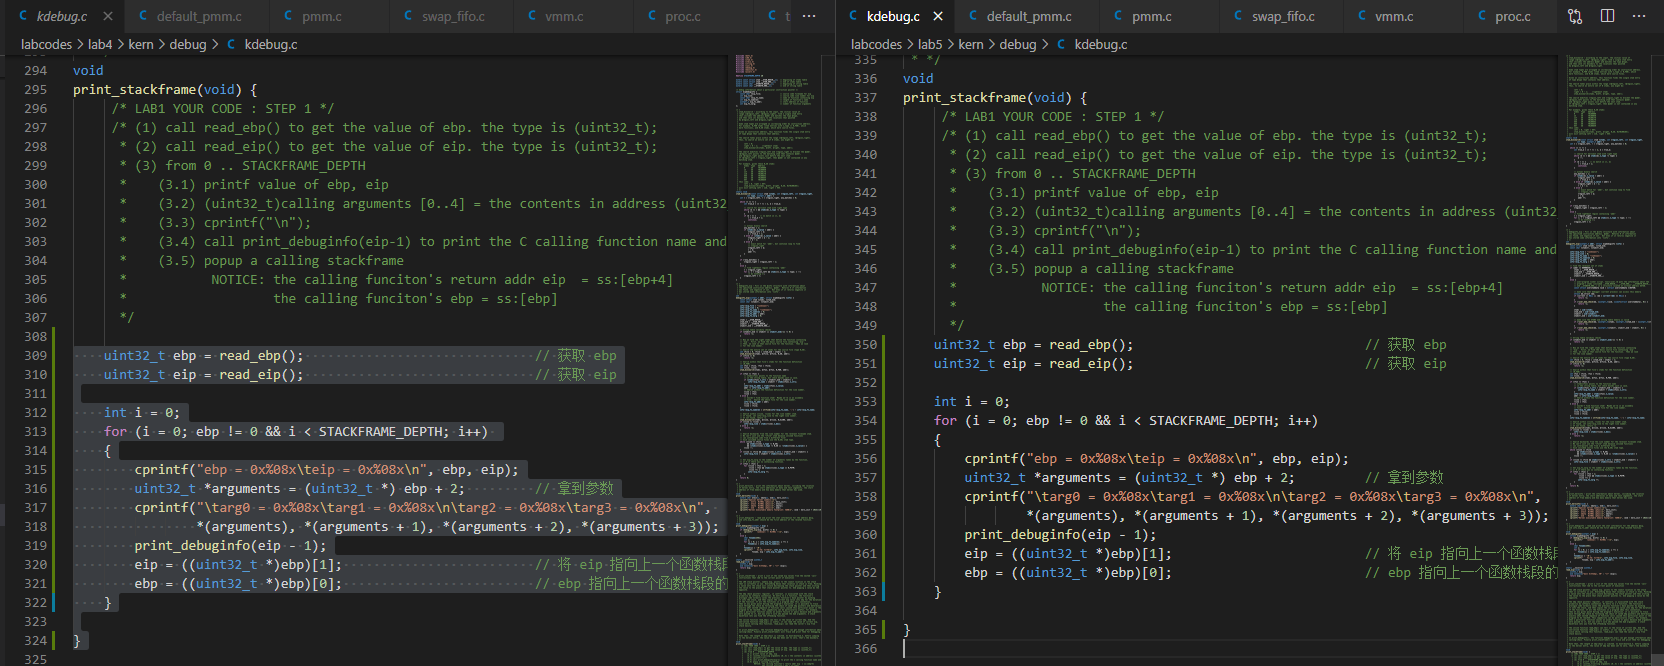 kdebug.c default_pmm.c pmm.c swap_fifo.c vmm.c proc.c
labcodes > lab4 > kern > debug > C kdebug.c
294 void
295 print_stackframe(void) {
296 /* LAB1 YOUR CODE : STEP 1 */
297 /* (1) call read_ebp() to get the value of ebp. the type is (uint32_t);
298 * (2) call read_eip() to get the value of eip. the type is (uint32_t);
299 * (3) from 0 .. STACKFRAME_DEPTH
300 * (3.1) printf value of ebp, eip
301 * (3.2) (uint32_t)calling arguments [0..4] = the contents in address (uint32
302 * (3.3) cprintf("\n");
303 * (3.4) call print_debuginfo(eip-1) to print the C calling function name and
304 * (3.5) popup a calling stackframe
305 * NOTICE: the calling funciton's return addr eip  = ss:[ebp+4]
306 * the calling funciton's ebp = ss:[ebp]
307 */
308
309 uint32_t ebp = read_ebp(); // 获取 ebp
310 uint32_t eip = read_eip(); // 获取 eip
311
312 int i = 0;
313 for (i = 0; ebp != 0 && i < STACKFRAME_DEPTH; i++)
314 {
315 cprintf("ebp = 0x%08x\teip = 0x%08x\n", ebp, eip);
316 uint32_t *arguments = (uint32_t *) ebp + 2; // 拿到参数
317 cprintf("\targ0 = 0x%08x\targ1 = 0x%08x\n\targ2 = 0x%08x\targ3 = 0x%08x\n",
318 *(arguments), *(arguments + 1), *(arguments + 2), *(arguments + 3));
319 print_debuginfo(eip - 1);
320 eip = ((uint32_t *)ebp)[1]; // 将 eip 指向上一个函数栈
321 ebp = ((uint32_t *)ebp)[0]; // ebp 指向上一个函数栈段的
322 }
323
324 }
325
kdebug.c default_pmm.c pmm.c swap_fifo.c vmm.c proc.c
labcodes > lab5 > kern > debug > C kdebug.c
335 * */
336 void
337 print_stackframe(void) {
338 /* LAB1 YOUR CODE : STEP 1 */
339 /* (1) call read_ebp() to get the value of ebp. the type is (uint32_t);
340 * (2) call read_eip() to get the value of eip. the type is (uint32_t);
341 * (3) from 0 .. STACKFRAME_DEPTH
342 * (3.1) printf value of ebp, eip
343 * (3.2) (uint32_t)calling arguments [0..4] = the contents in address (uint32
344 * (3.3) cprintf("\n");
345 * (3.4) call print_debuginfo(eip-1) to print the C calling function name and
346 * (3.5) popup a calling stackframe
347 * NOTICE: the calling funciton's return addr eip  = ss:[ebp+4]
348 * the calling funciton's ebp = ss:[ebp]
349 */
350 uint32_t ebp = read_ebp(); // 获取 ebp
351 uint32_t eip = read_eip(); // 获取 eip
352
353 int i = 0;
354 for (i = 0; ebp != 0 && i < STACKFRAME_DEPTH; i++)
355 {
356 cprintf("ebp = 0x%08x\teip = 0x%08x\n", ebp, eip);
357 uint32_t *arguments = (uint32_t *) ebp + 2; // 拿到参数
358 cprintf("\targ0 = 0x%08x\targ1 = 0x%08x\n\targ2 = 0x%08x\targ3 = 0x%08x\n",
359 *(arguments), *(arguments + 1), *(arguments + 2), *(arguments + 3));
360 print_debuginfo(eip - 1);
361 eip = ((uint32_t *)ebp)[1]; // 将 eip 指向上一个函数栈
362 ebp = ((uint32_t *)ebp)[0]; // ebp 指向上一个函数栈段的
363 }
364
365 }
366